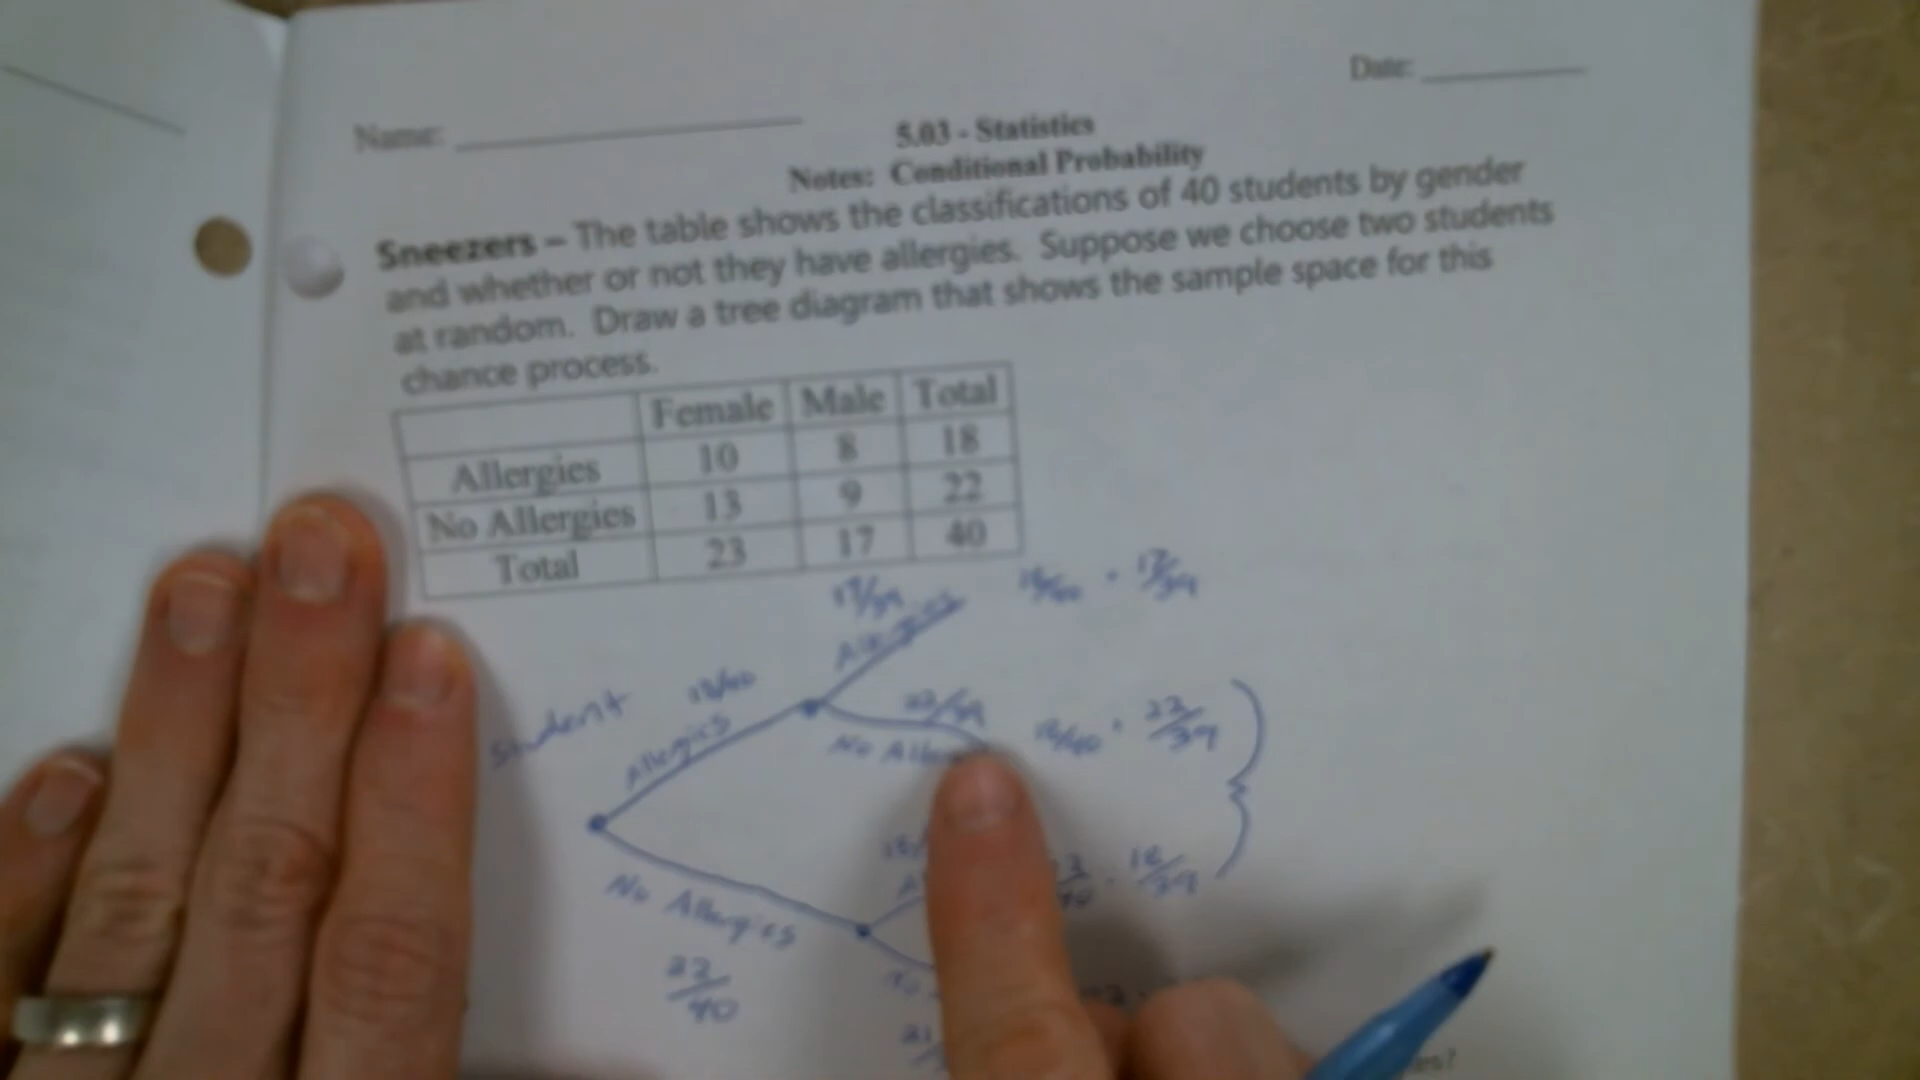 Date:
Name:
5.03 - Statistics
Notes: Conditional Probability
Sneezers – The table shows the classifications of 40 students by gender
and whether or not they have allergies. Suppose we choose two students
at random. Draw a tree diagram that shows the sample space for this
chance process.
Female Male Total
Allergies 10 8 18
No Allergies 13 9 22
Total 23 17 40
17/39
Allergies
18/40 · 17/39
student
18/40
Allergies
22/39
No
18/40 · 22/39
18/39
No Allergies
22/40